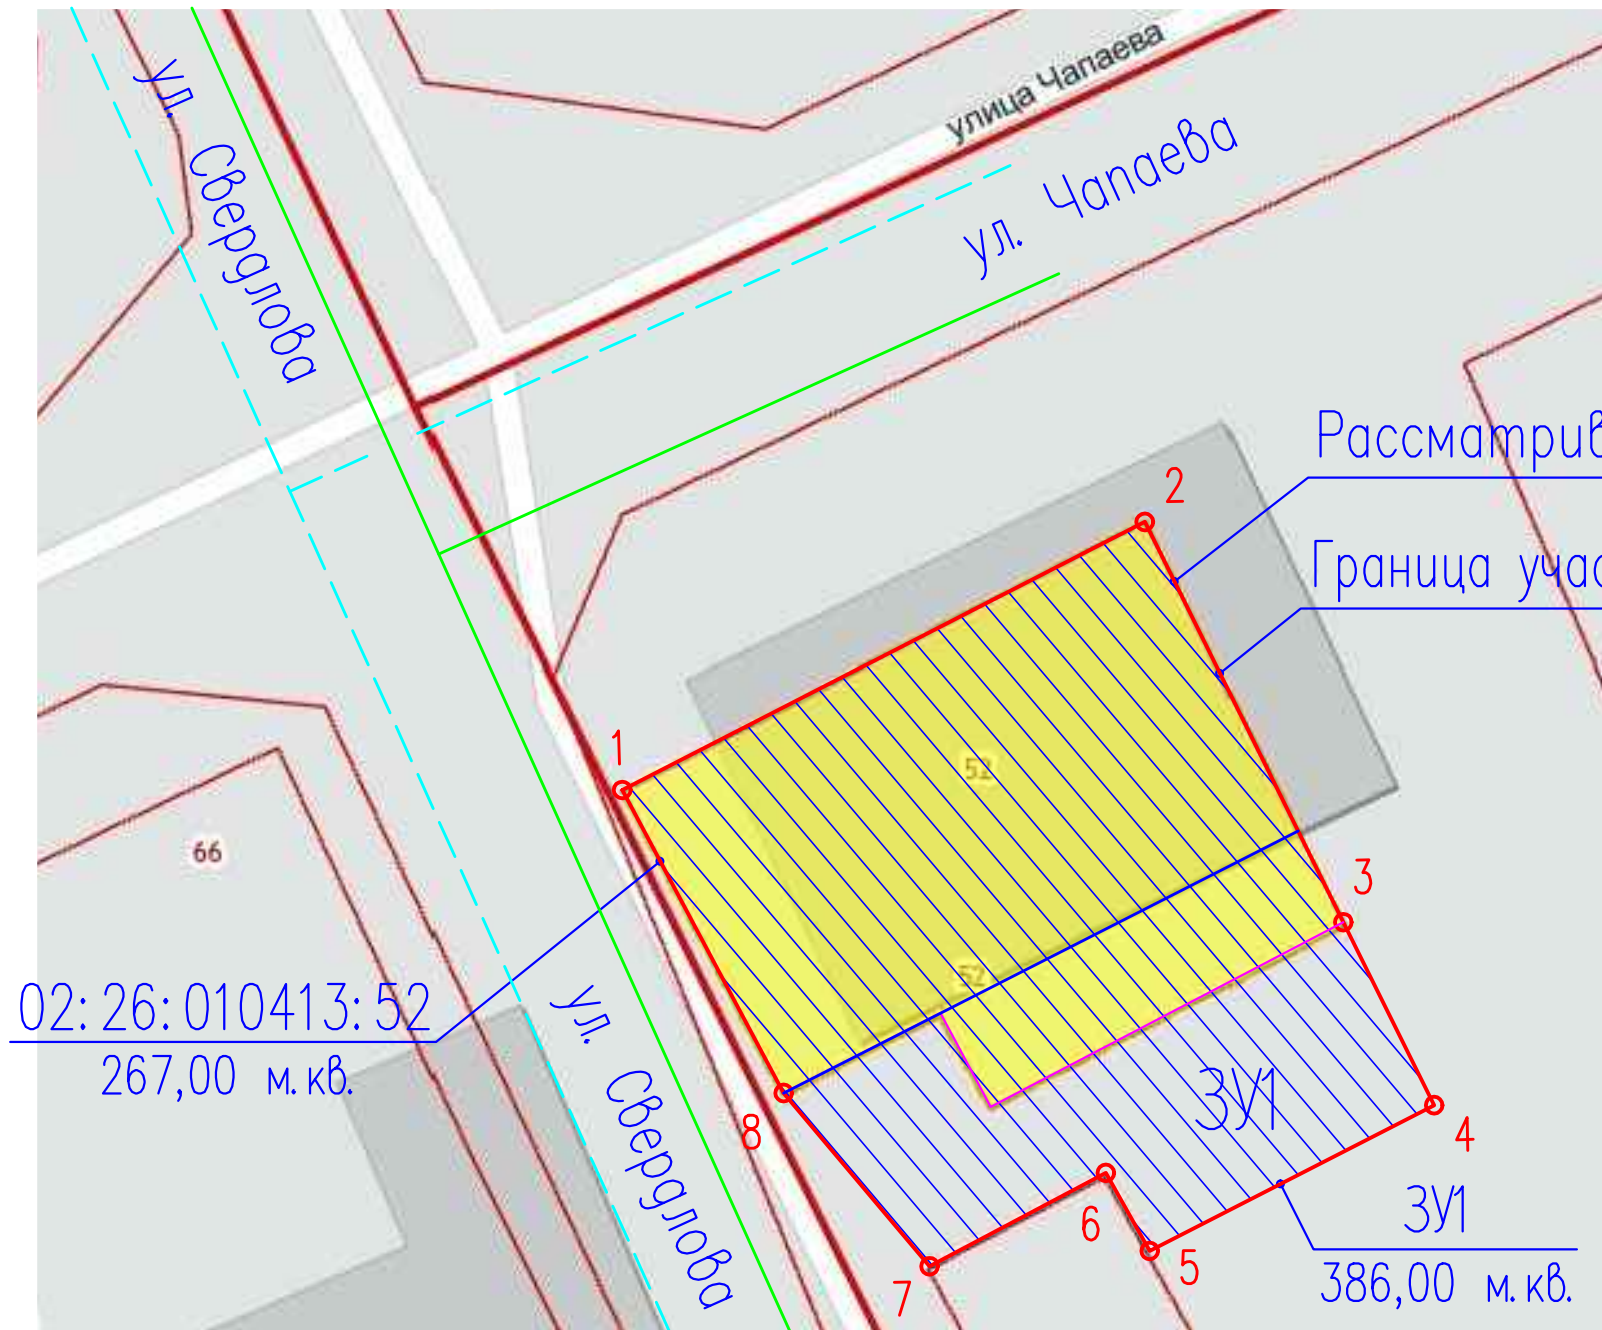 ул. Свердлова
улица Чапаева
ул. Чапаева
Рассматрив
Граница учас
2
1
52
3
66
52
02:26:010413:52
267,00 м.кв.
ул. Свердлова
8
ЗУ1
4
6
5
7
ЗУ1
386,00 м.кв.